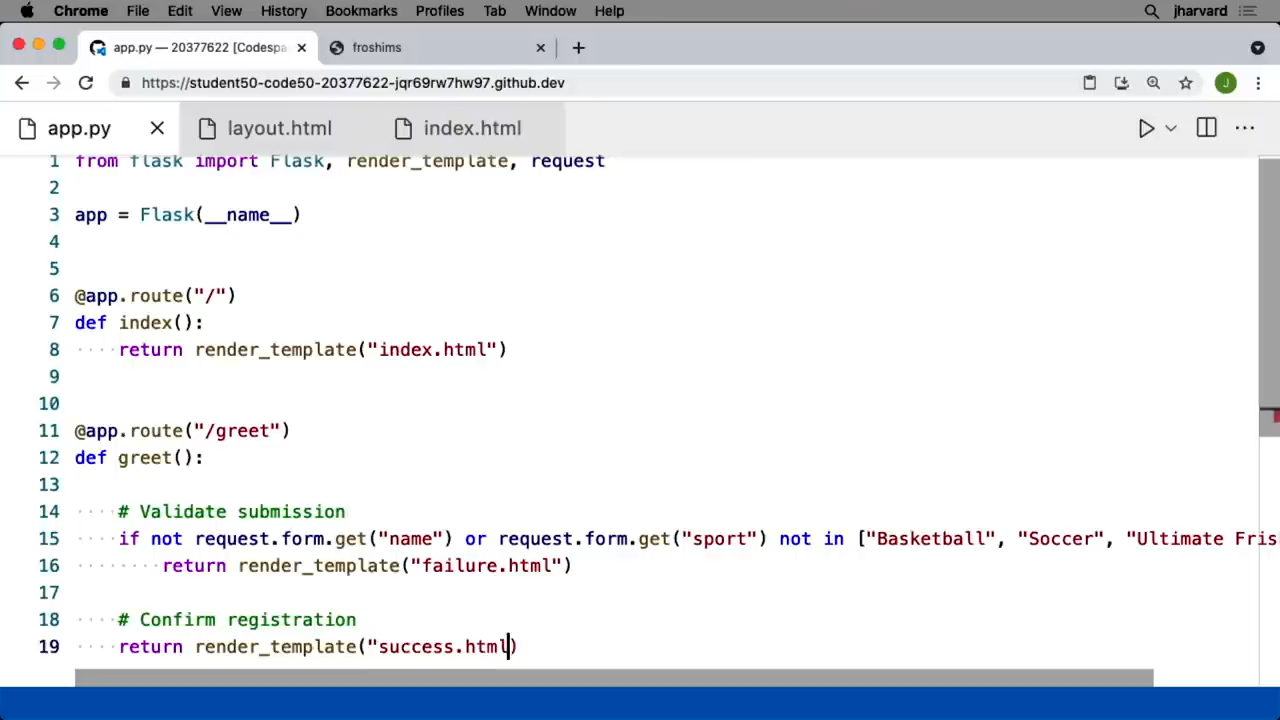 Chrome File Edit View History Bookmarks Profiles Tab Window Help jharvard
app.py — 20377622 [Codespa froshims
https://student50-code50-20377622-jqr69rw7hw97.github.dev J
app.py layout.html index.html
1 from flask import Flask, render_template, request
2
3 app = Flask(__name__)
4
5
6 @app.route("/")
7 def index():
8 return render_template("index.html")
9
10
11 @app.route("/greet")
12 def greet():
13
14 # Validate submission
15 if not request.form.get("name") or request.form.get("sport") not in ["Basketball", "Soccer", "Ultimate Fris
16 return render_template("failure.html")
17
18 # Confirm registration
19 return render_template("success.html)